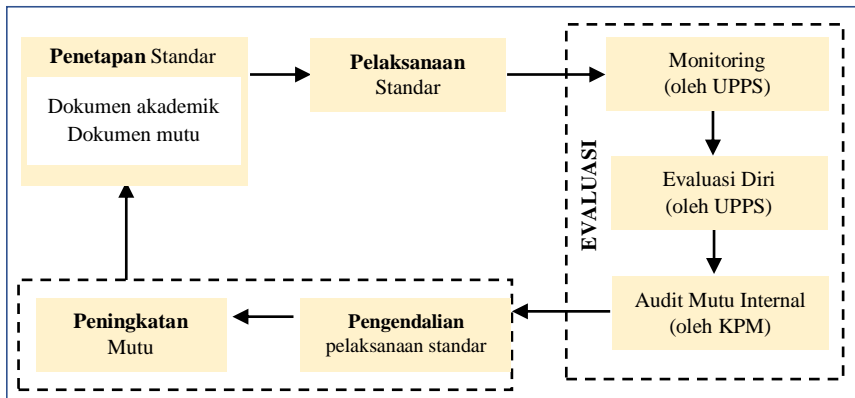 Penetapan Standar
Dokumen akademik
Dokumen mutu
Pelaksanaan
Standar
EVALUASI
Monitoring
(oleh UPPS)
Evaluasi Diri
(oleh UPPS)
Audit Mutu Internal
(oleh KPM)
Pengendalian
pelaksanaan standar
Peningkatan
Mutu